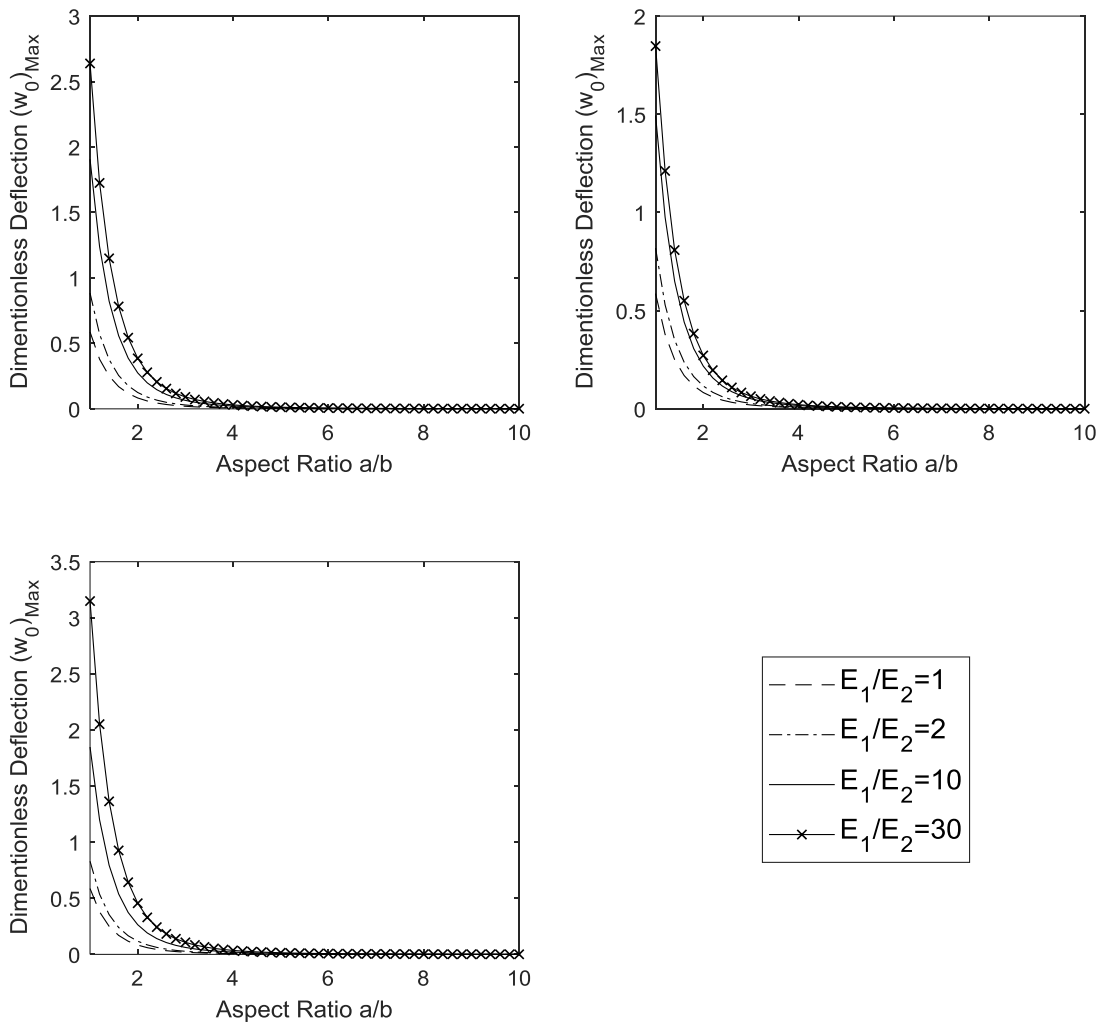 3
2.5
2
1.5
1
0.5
0
Dimentionless Deflection (w0)Max
2 4 6 8 10
Aspect Ratio a/b
2
1.5
1
0.5
0
Dimentionless Deflection (w0)Max
2 4 6 8 10
Aspect Ratio a/b
3.5
3
2.5
2
1.5
1
0.5
0
Dimentionless Deflection (w0)Max
2 4 6 8 10
Aspect Ratio a/b
E1/E2=1
E1/E2=2
E1/E2=10
E1/E2=30